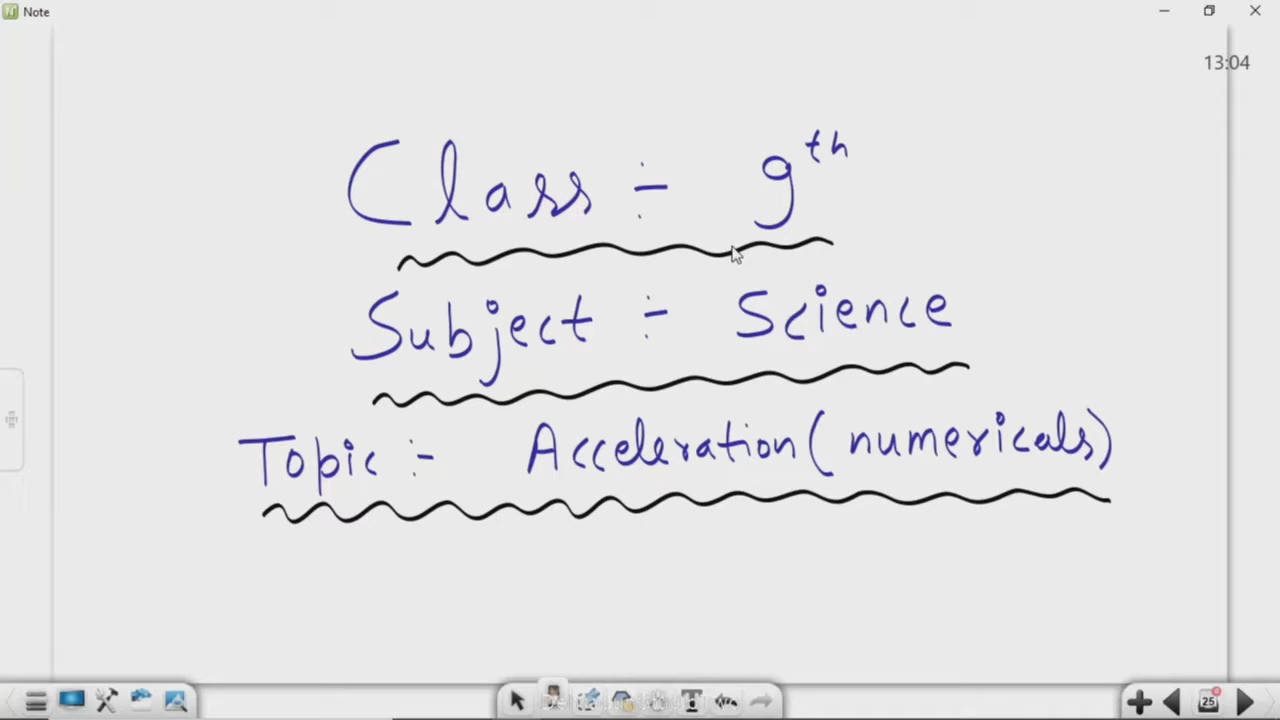 Note
13:04
Class :- 9th
Subject :- Science
Topic :- Acceleration (numericals)
25